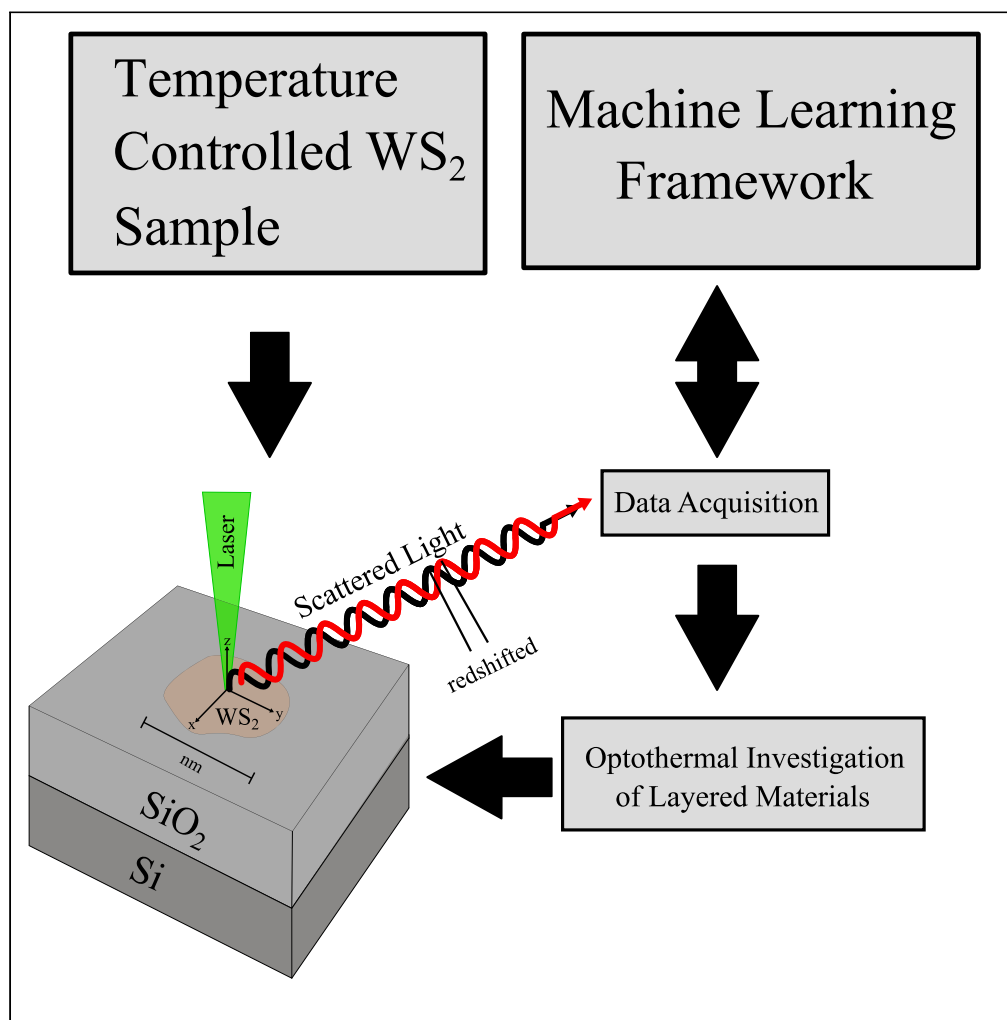 Temperature
Controlled WS₂
Sample
Machine Learning
Framework
Laser
Scattered Light
redshifted
Data Acquisition
z
x
y
WS₂
nm
SiO₂
Si
Optothermal Investigation
of Layered Materials